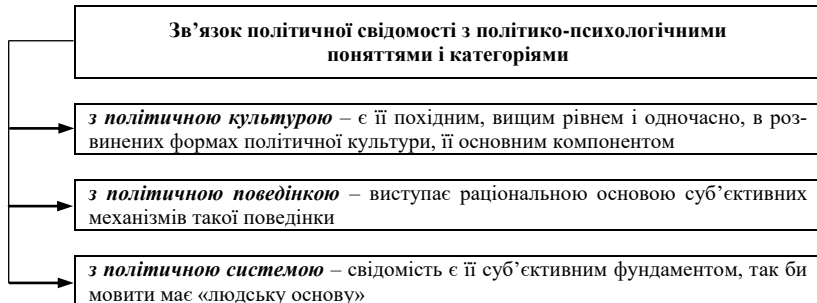 Зв’язок політичної свідомості з політико-психологічними
поняттями і категоріями
з політичною культурою – є її похідним, вищим рівнем і одночасно, в роз-
винених формах політичної культури, її основним компонентом
з політичною поведінкою – виступає раціональною основою суб’єктивних
механізмів такої поведінки
з політичною системою – свідомість є її суб’єктивним фундаментом, так би
мовити має «людську основу»